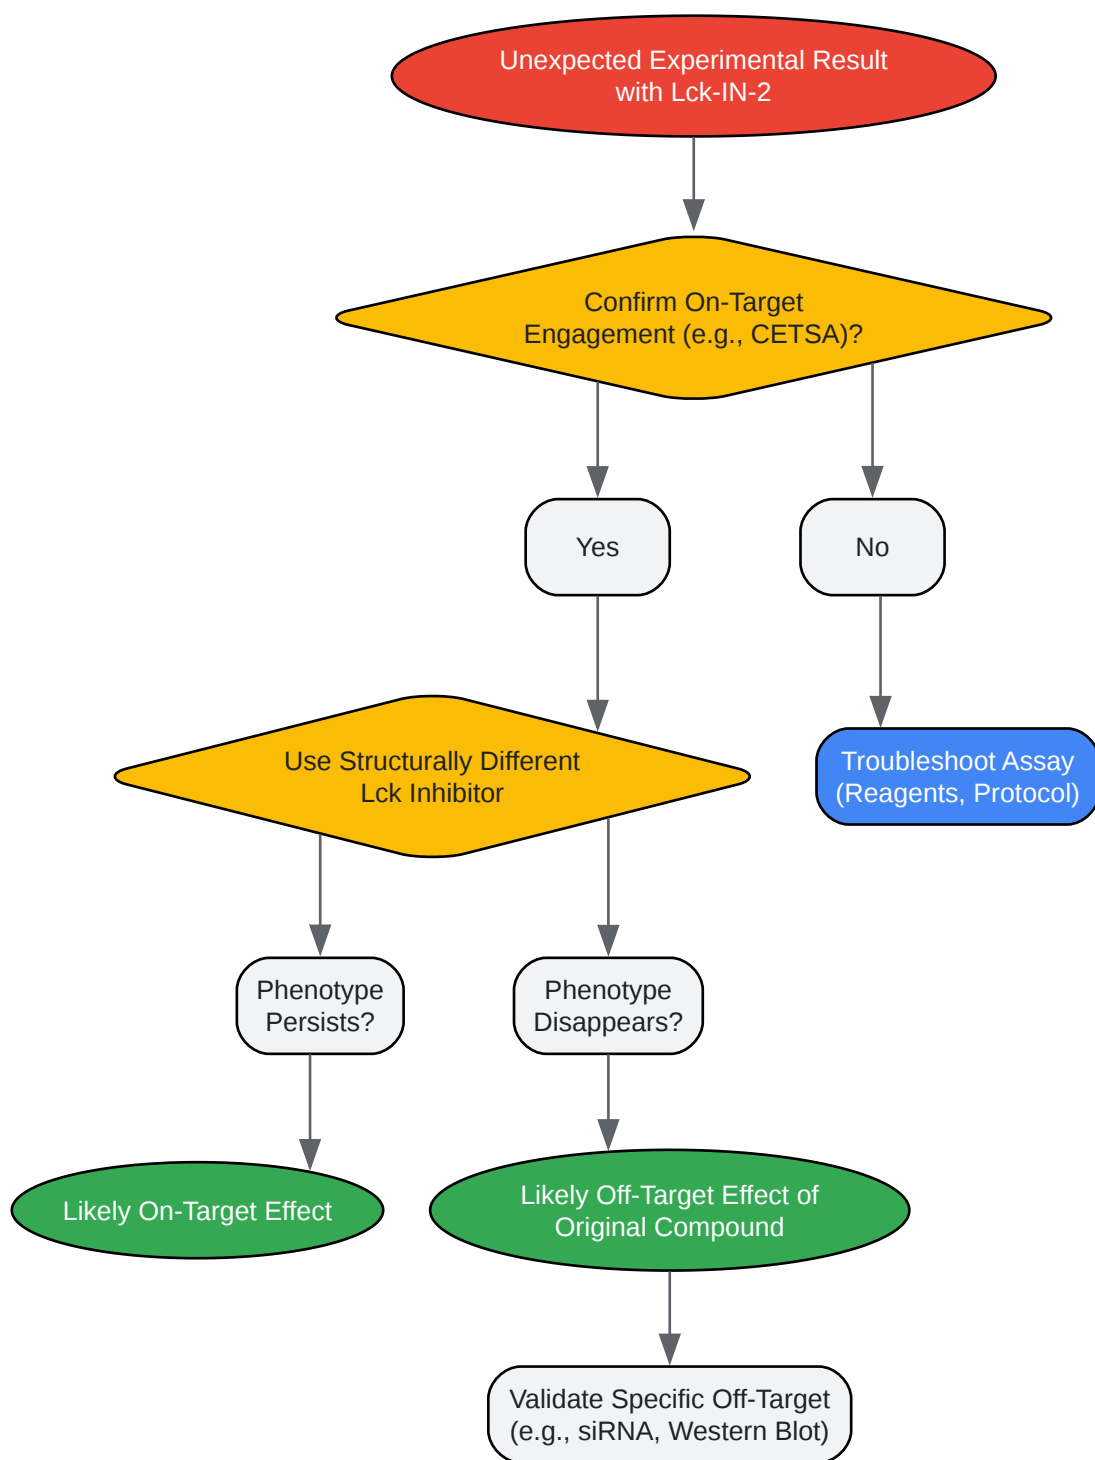 Unexpected Experimental Result
with Lck-IN-2
Confirm On-Target
Engagement (e.g., CETSA)?
Yes
No
Use Structurally Different
Lck Inhibitor
Troubleshoot Assay
(Reagents, Protocol)
Phenotype
Persists?
Phenotype
Disappears?
Likely On-Target Effect
Likely Off-Target Effect of
Original Compound
Validate Specific Off-Target
(e.g., siRNA, Western Blot)